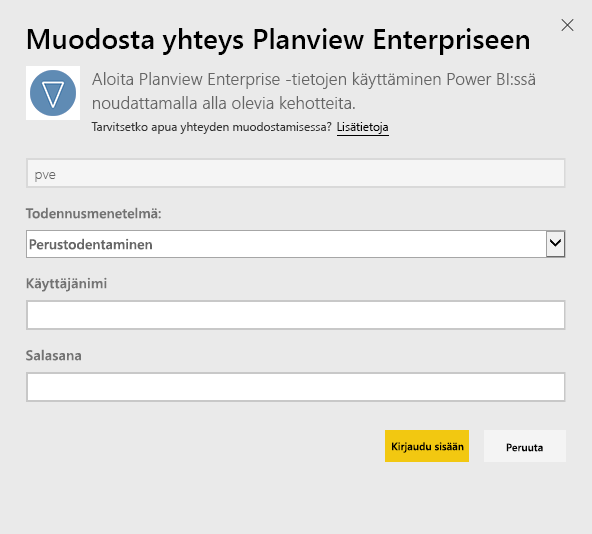 Muodosta yhteys Planview Enterpriseen
Aloita Planview Enterprise -tietojen käyttäminen Power BI:ssä
noudattamalla alla olevia kehotteita.
Tarvitsetko apua yhteyden muodostamisessa? Lisätietoja
pve
Todennusmenetelmä:
Perustodentaminen
Käyttäjänimi
Salasana
Kirjaudu sisään Peruuta